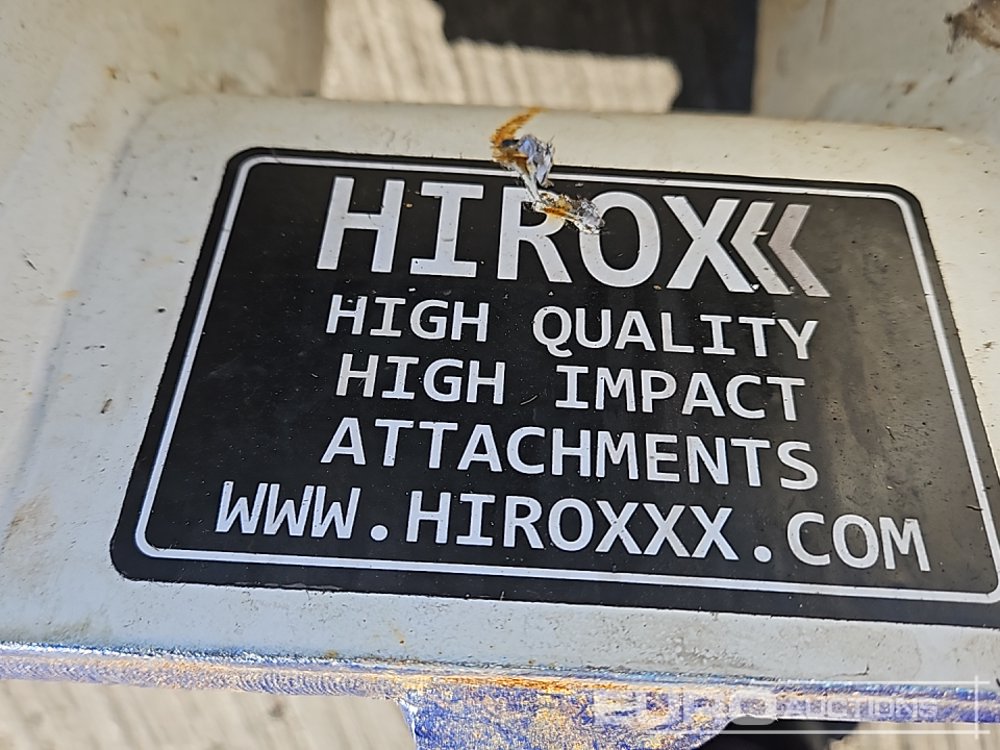 HIROX
HIGH QUALITY
HIGH IMPACT
ATTACHMENTS
WWW.HIROXXX.COM
EURO AUCTIONS